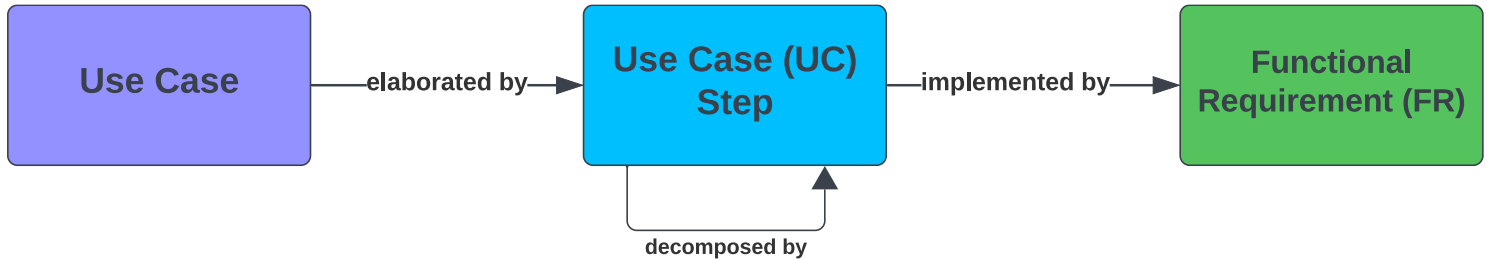 Use Case
elaborated by
Use Case (UC)
Step
implemented by
Functional
Requirement (FR)
decomposed by